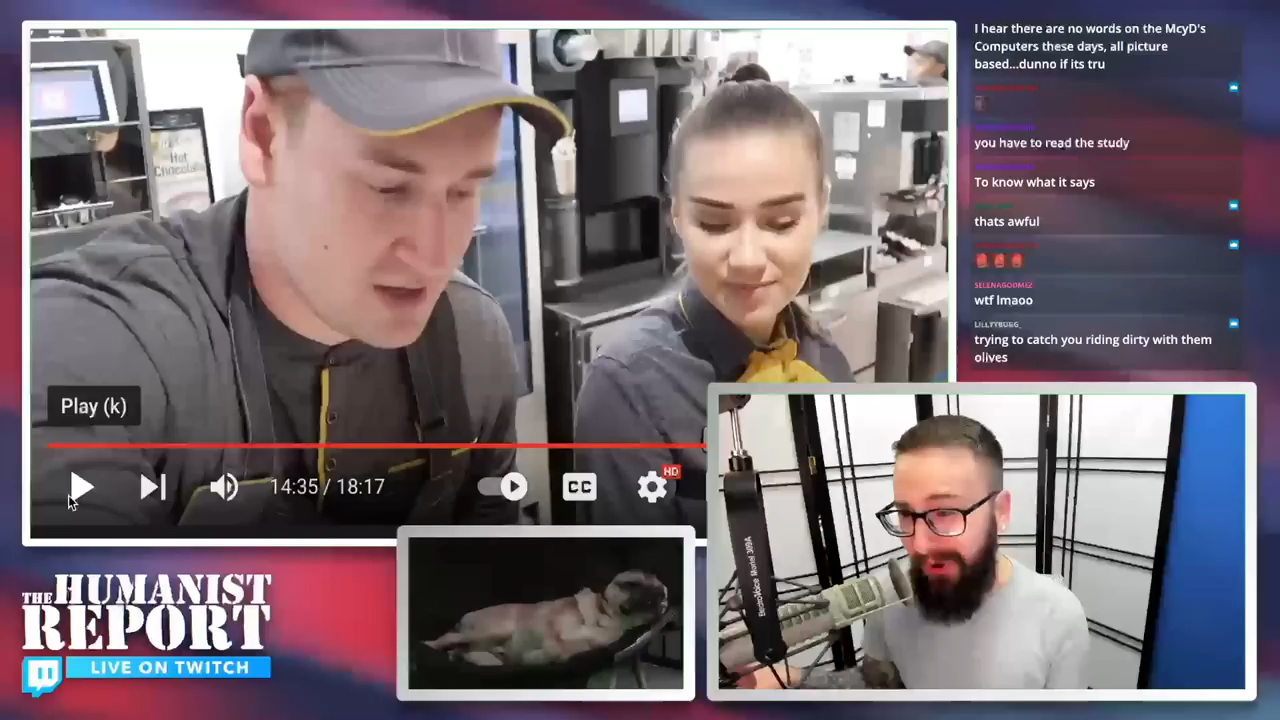 I hear there are no words on the McyD's
Computers these days, all picture
based...dunno if its tru
you have to read the study
To know what it says
thats awful
SELENAGODMEZ
wtf lmaoo
LILLYYBUGG_
trying to catch you riding dirty with them
olives
Hot
Chocolate
Play (k)
14:35 / 18:17
CC
HD
ElectroVoice Model 309A
THE HUMANIST
REPORT
LIVE ON TWITCH